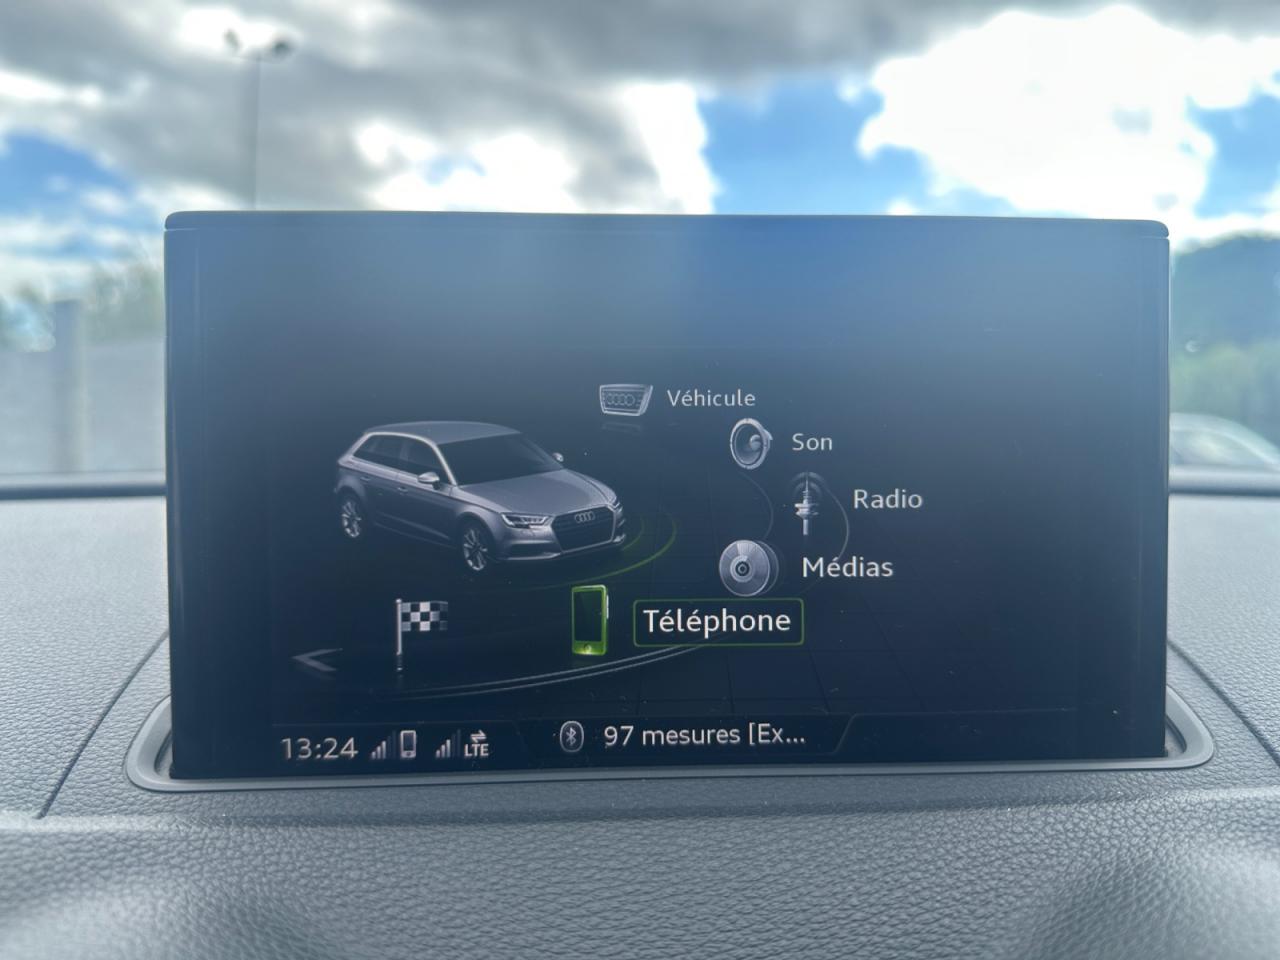 Véhicule
Son
Radio
Médias
Téléphone
13:24
LTE
97 mesures [Ex...